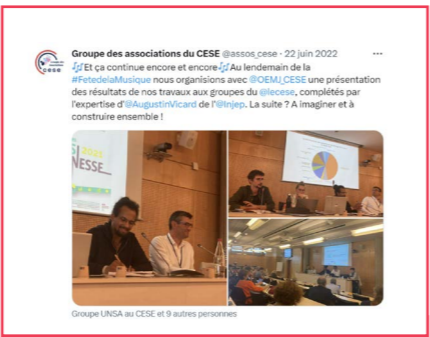 Groupe des associations du CESE @assos_cese · 22 juin 2022 ···
🎶Et ça continue encore et encore🎶Au lendemain de la
#FetedelaMusique nous organisions avec @OEMJ_CESE une présentation
des résultats de nos travaux aux groupes du @lecese, complétés par
l'expertise d'@AugustinVicard de l'@Injep. La suite ? A imaginer et à
construire ensemble !
cese
NESSE
Groupe UNSA au CESE et 9 autres personnes